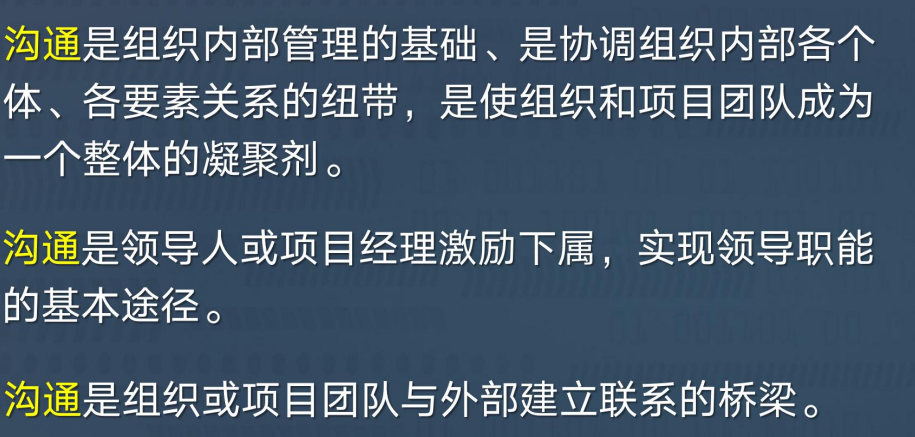 沟通是组织内部管理的基础、是协调组织内部各个
体、各要素关系的纽带，是使组织和项目团队成为
一个整体的凝聚剂。
沟通是领导人或项目经理激励下属，实现领导职能
的基本途径。
沟通是组织或项目团队与外部建立联系的桥梁。